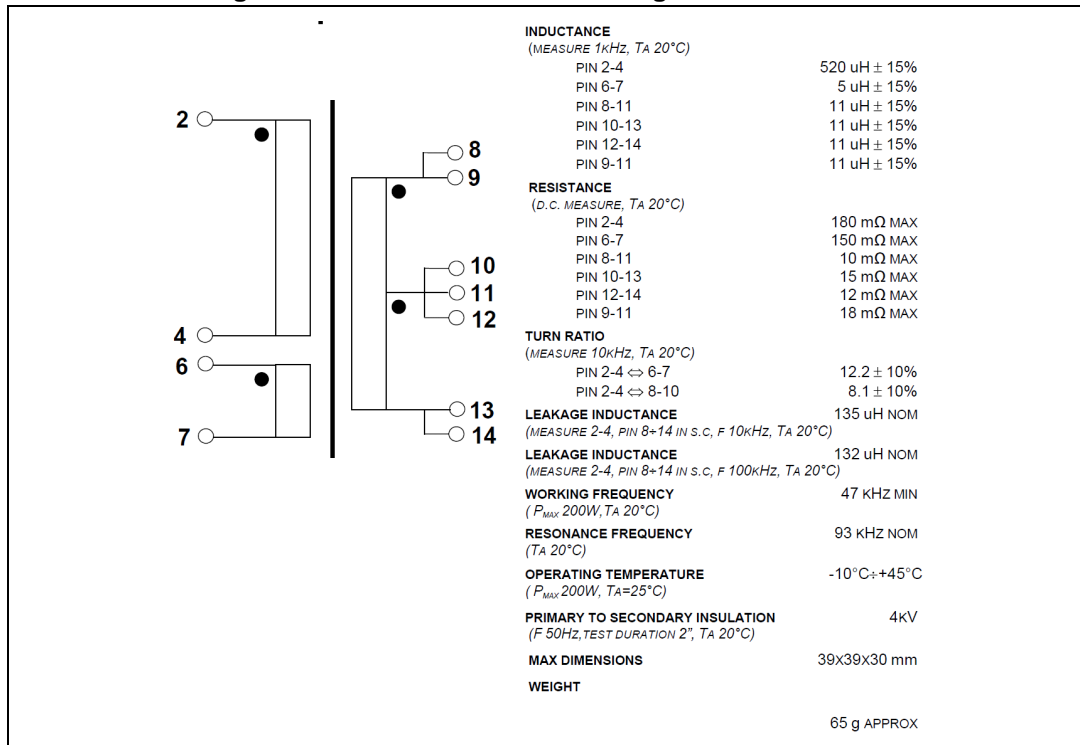 2
4
6
7
8
9
10
11
12
13
14
INDUCTANCE
(MEASURE 1KHZ, TA 20°C)
PIN 2-4 520 uH ± 15%
PIN 6-7 5 uH ± 15%
PIN 8-11 11 uH ± 15%
PIN 10-13 11 uH ± 15%
PIN 12-14 11 uH ± 15%
PIN 9-11 11 uH ± 15%
RESISTANCE
(D.C. MEASURE, TA 20°C)
PIN 2-4 180 mΩ MAX
PIN 6-7 150 mΩ MAX
PIN 8-11 10 mΩ MAX
PIN 10-13 15 mΩ MAX
PIN 12-14 12 mΩ MAX
PIN 9-11 18 mΩ MAX
TURN RATIO
(MEASURE 10KHZ, TA 20°C)
PIN 2-4 ⇔ 6-7 12.2 ± 10%
PIN 2-4 ⇔ 8-10 8.1 ± 10%
LEAKAGE INDUCTANCE 135 uH NOM
(MEASURE 2-4, PIN 8÷14 IN S.C, F 10KHZ, TA 20°C)
LEAKAGE INDUCTANCE 132 uH NOM
(MEASURE 2-4, PIN 8÷14 IN S.C, F 100KHZ, TA 20°C)
WORKING FREQUENCY 47 KHZ MIN
( PMAX 200W,TA 20°C)
RESONANCE FREQUENCY 93 KHZ NOM
(TA 20°C)
OPERATING TEMPERATURE -10°C÷+45°C
( PMAX 200W, TA=25°C)
PRIMARY TO SECONDARY INSULATION 4KV
(F 50HZ,TEST DURATION 2”, TA 20°C)
MAX DIMENSIONS 39X39X30 mm
WEIGHT
65 g APPROX